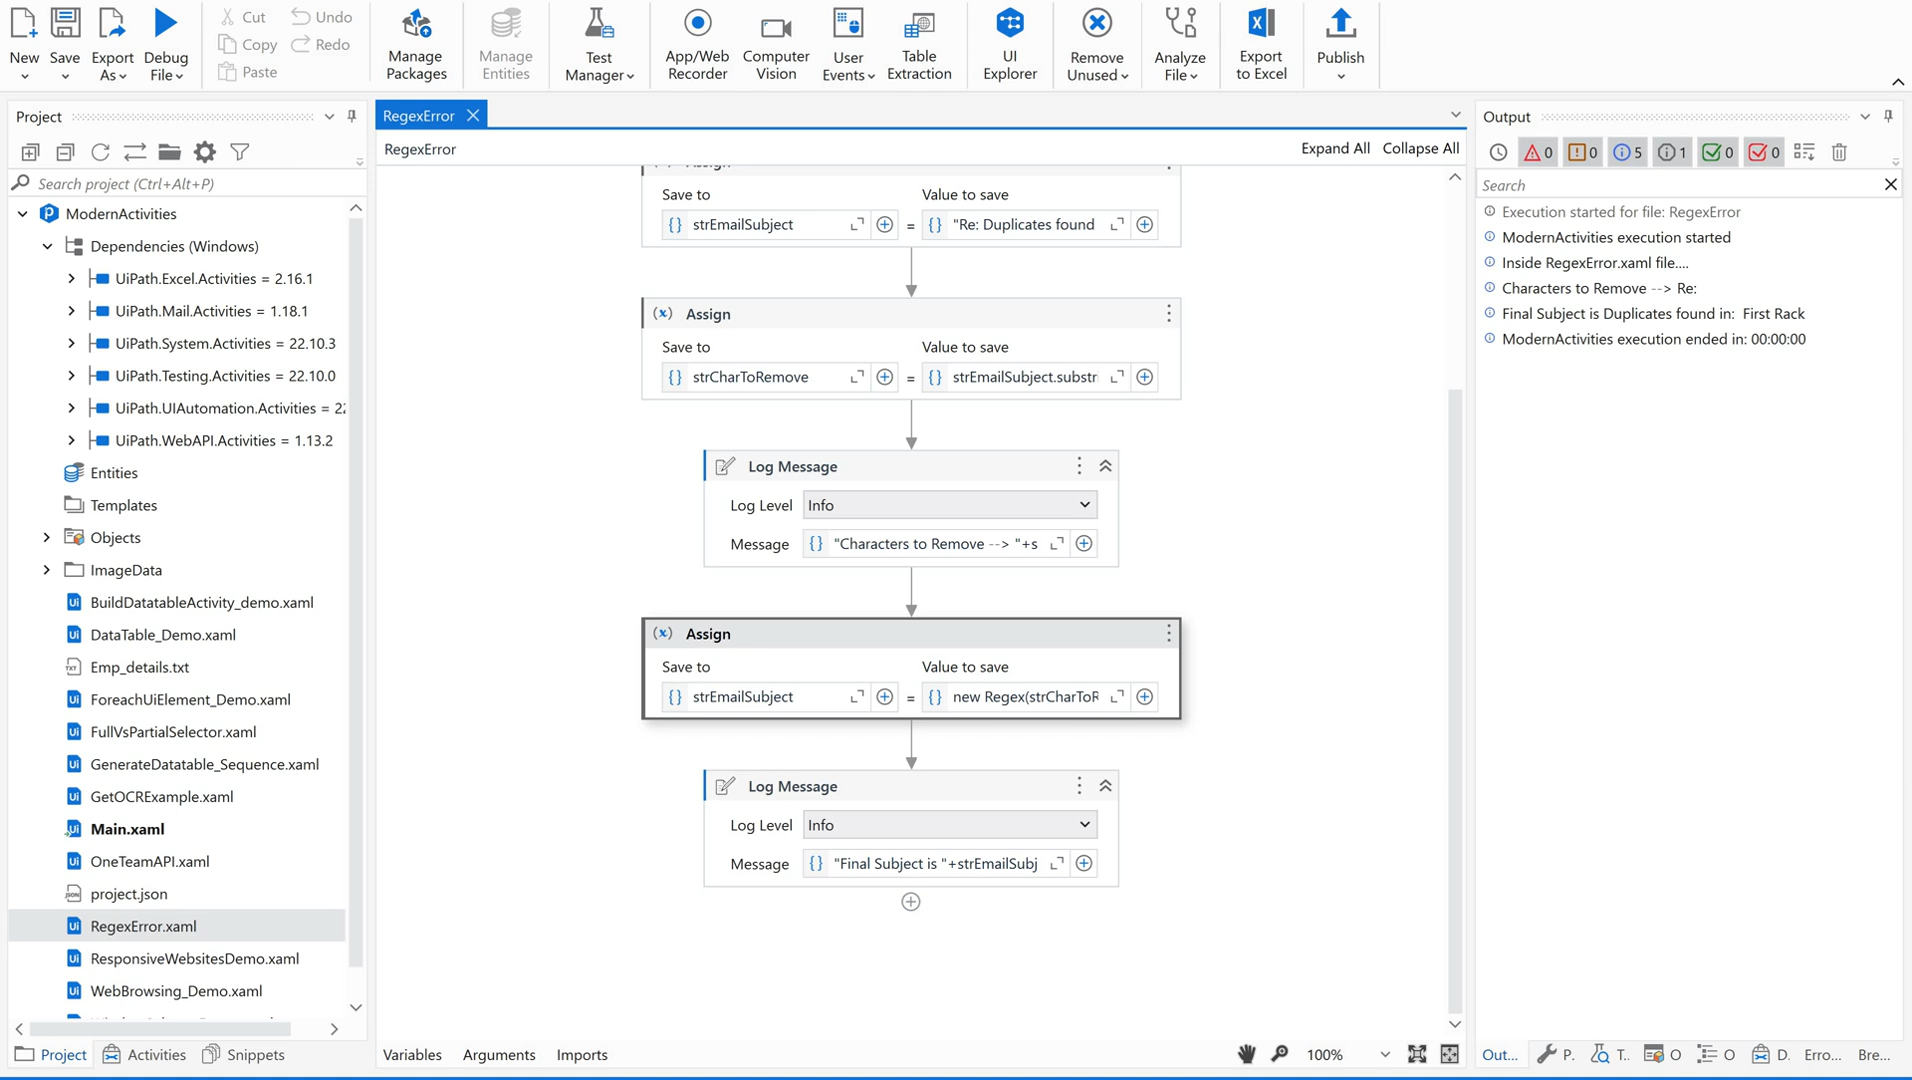 New
Save
Export As
Debug File
Cut
Copy
Paste
Undo
Redo
Manage Packages
Manage Entities
Test Manager
App/Web Recorder
Computer Vision
User Events
Table Extraction
UI Explorer
Remove Unused
Analyze File
Export to Excel
Publish
Project
Search project (Ctrl+Alt+P)
ModernActivities
Dependencies (Windows)
UiPath.Excel.Activities = 2.16.1
UiPath.Mail.Activities = 1.18.1
UiPath.System.Activities = 22.10.3
UiPath.Testing.Activities = 22.10.0
UiPath.UIAutomation.Activities = 22
UiPath.WebAPI.Activities = 1.13.2
Entities
Templates
Objects
ImageData
BuildDatatableActivity_demo.xaml
DataTable_Demo.xaml
Emp_details.txt
ForeachUiElement_Demo.xaml
FullVsPartialSelector.xaml
GenerateDatatable_Sequence.xaml
GetOCRExample.xaml
Main.xaml
OneTeamAPI.xaml
project.json
RegexError.xaml
ResponsiveWebsitesDemo.xaml
WebBrowsing_Demo.xaml
Project
Activities
Snippets
RegexError
RegexError
Expand All
Collapse All
Save to
Value to save
strEmailSubject
=
"Re: Duplicates found
(x) Assign
Save to
Value to save
strCharToRemove
=
strEmailSubject.substri
Log Message
Log Level Info
Message "Characters to Remove --> "+s
(x) Assign
Save to
Value to save
strEmailSubject
=
new Regex(strCharToR
Log Message
Log Level Info
Message "Final Subject is "+strEmailSubj
Variables
Arguments
Imports
100%
Output
0
0
5
1
0
0
Search
Execution started for file: RegexError
ModernActivities execution started
Inside RegexError.xaml file....
Characters to Remove --> Re:
Final Subject is Duplicates found in:  First Rack
ModernActivities execution ended in: 00:00:00
Out...
P.
T.
O
O
D.
Erro...
Bre...